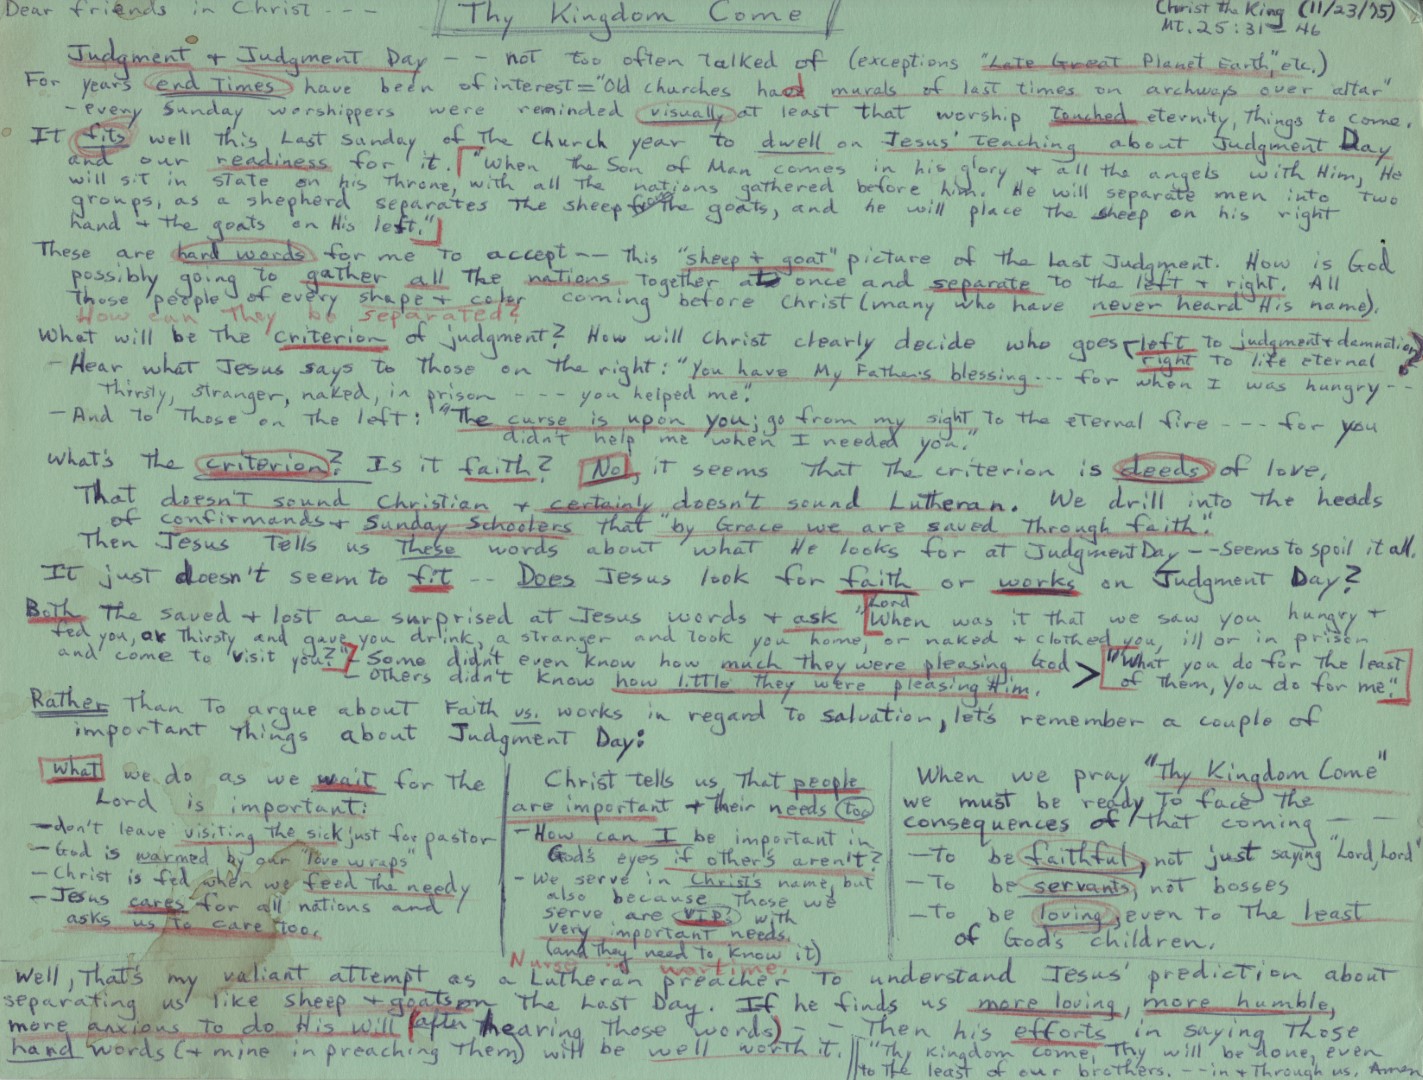 Dear friends in Christ - - -
Thy Kingdom Come
Christ the King (11/23/75)
Mt. 25:31-46
Judgment + Judgment Day - - not too often talked of (exceptions "Late Great Planet Earth," etc.)
For years end times have been of interest = "Old churches had murals of last times on archways over altar"
- every Sunday worshippers were reminded visually at least that worship touched eternity, things to come.
It fits well this Last Sunday of the Church year to dwell on Jesus' teaching about Judgment Day
and our readiness for it. "When the Son of Man comes in his glory + all the angels with Him, He
will sit in state on his throne, with all the nations gathered before him. He will separate men into two
groups, as a shepherd separates the sheep from the goats, and he will place the sheep on his right
hand + the goats on His left."
These are hard words for me to accept -- this "sheep + goat" picture of the Last Judgment. How is God
possibly going to gather all the nations together at once and separate to the left + right. All
those people of every shape + color coming before Christ (many who have never heard His name).
How can they be separated?
What will be the criterion of judgment? How will Christ clearly decide who goes left to judgment + damnation
right to life eternal?
- Hear what Jesus says to those on the right: "You have My Father's blessing --- for when I was hungry --
thirsty, stranger, naked, in prison - - - you helped me."
- And to those on the left: "The curse is upon you; go from my sight to the eternal fire - - - for you
didn't help me when I needed you."
What's the criterion? Is it faith? No, it seems that the criterion is deeds of love,
That doesn't sound Christian + certainly doesn't sound Lutheran. We drill into the heads
of confirmands + Sunday Schoolers that "by Grace we are saved through faith."
Then Jesus tells us these words about what He looks for at Judgment Day -- seems to spoil it all.
It just doesn't seem to fit -- Does Jesus look for faith or works on Judgment Day?
Both the saved + lost are surprised at Jesus words + ask "Lord When was it that we saw you hungry +
fed you, or thirsty and gave you drink, a stranger and took you home, or naked + clothed you, ill or in prison
and come to visit you?" - Some didn't even know how much they were pleasing God
- Others didn't know how little they were pleasing Him.
> "What you do for the least
of them, you do for me."
Rather than to argue about Faith vs. works in regard to salvation, let's remember a couple of
important things about Judgment Day:
What we do as we wait for the
Lord is important:
- don't leave visiting the sick just for pastor
- God is warmed by our "love wraps"
- Christ is fed when we feed the needy
- Jesus cares for all nations and
asks us to care too.
Christ tells us that people
are important + their needs too
- How can I be important in
God's eyes if other's aren't?
- We serve in Christ's name, but
also because those we
serve are VIP? with
very important needs.
(and they need to know it)
Nurse in wartime.
When we pray "Thy Kingdom Come"
we must be ready to face the
consequences of that coming - -
- To be faithful, not just saying "Lord, Lord"
- To be servants, not bosses
- To be loving, even to the least
of God's children.
Well, that's my valiant attempt as a Lutheran preacher to understand Jesus' prediction about
separating us like sheep + goats on the Last Day. If he finds us more loving, more humble,
more anxious to do His will (after hearing those words) - - Then his efforts in saying those
hard words (+ mine in preaching them) will be well worth it.
"Thy Kingdom come, Thy will be done, even
to the least of our brothers. -- in + through us. Amen